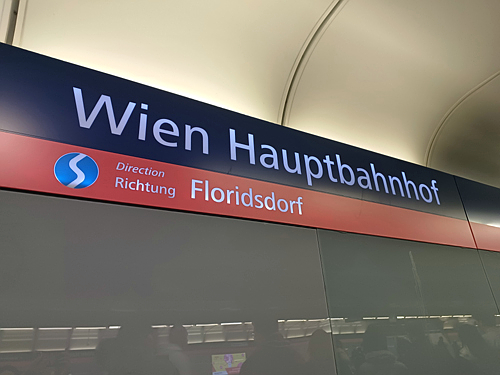 Wien Hauptbahnhof
Direction
Richtung Floridsdorf